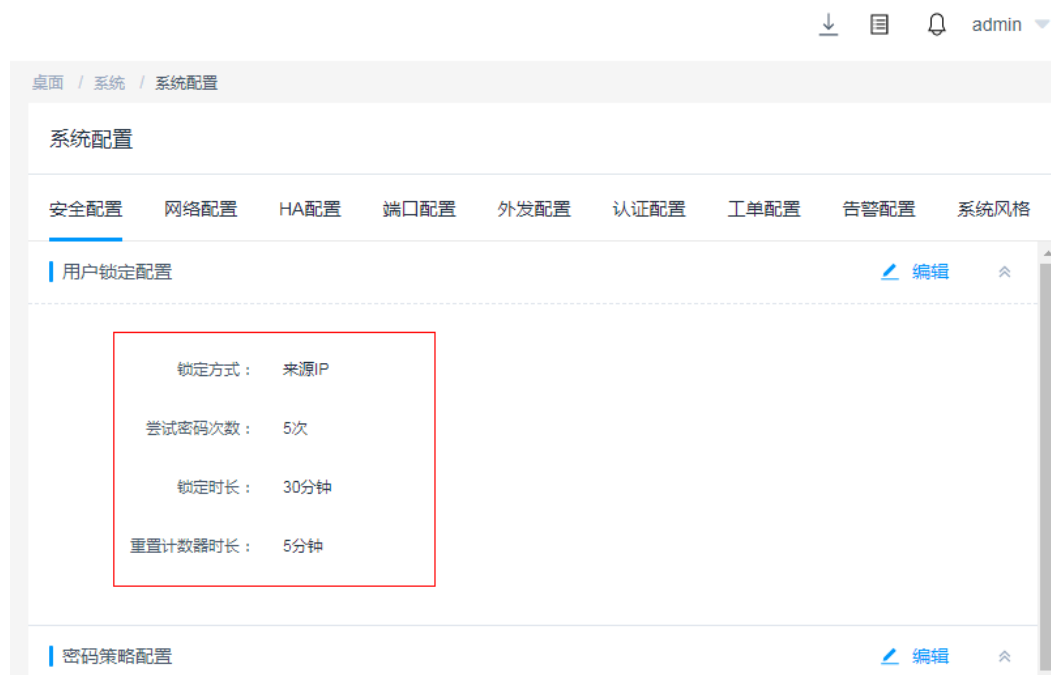 admin
桌面 / 系统 / 系统配置
系统配置
安全配置 网络配置 HA配置 端口配置 外发配置 认证配置 工单配置 告警配置 系统风格
用户锁定配置 编辑
锁定方式： 来源IP
尝试密码次数： 5次
锁定时长： 30分钟
重置计数器时长： 5分钟
密码策略配置 编辑